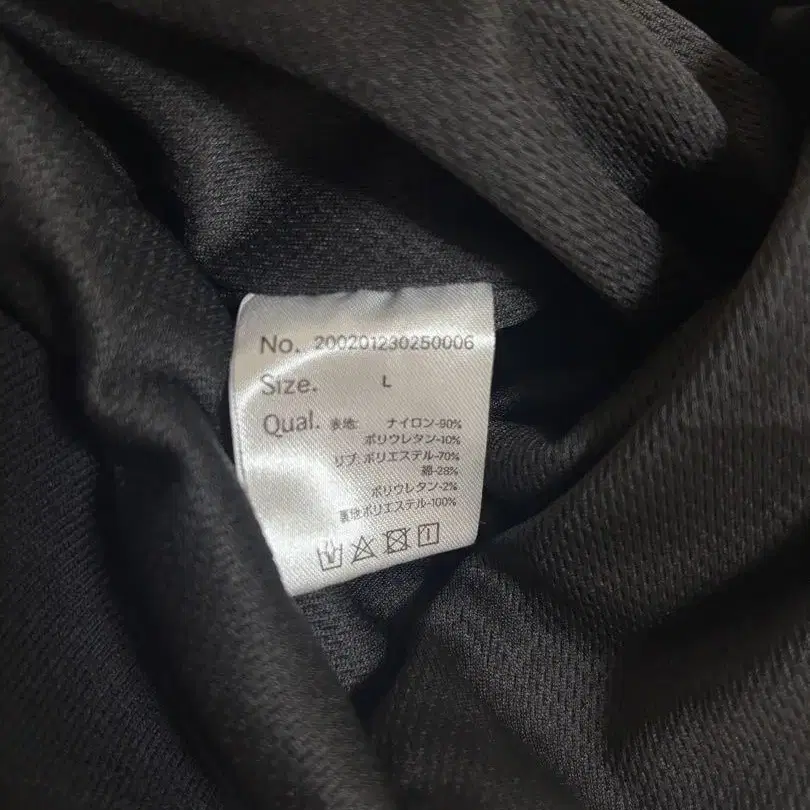 No. 200201230250006
Size. L
Qual. 表地: ナイロン-90%
ポリウレタン-10%
リブ. ポリエステル-70%
綿-28%
ポリウレタン-2%
裏地ポリエステル-100%